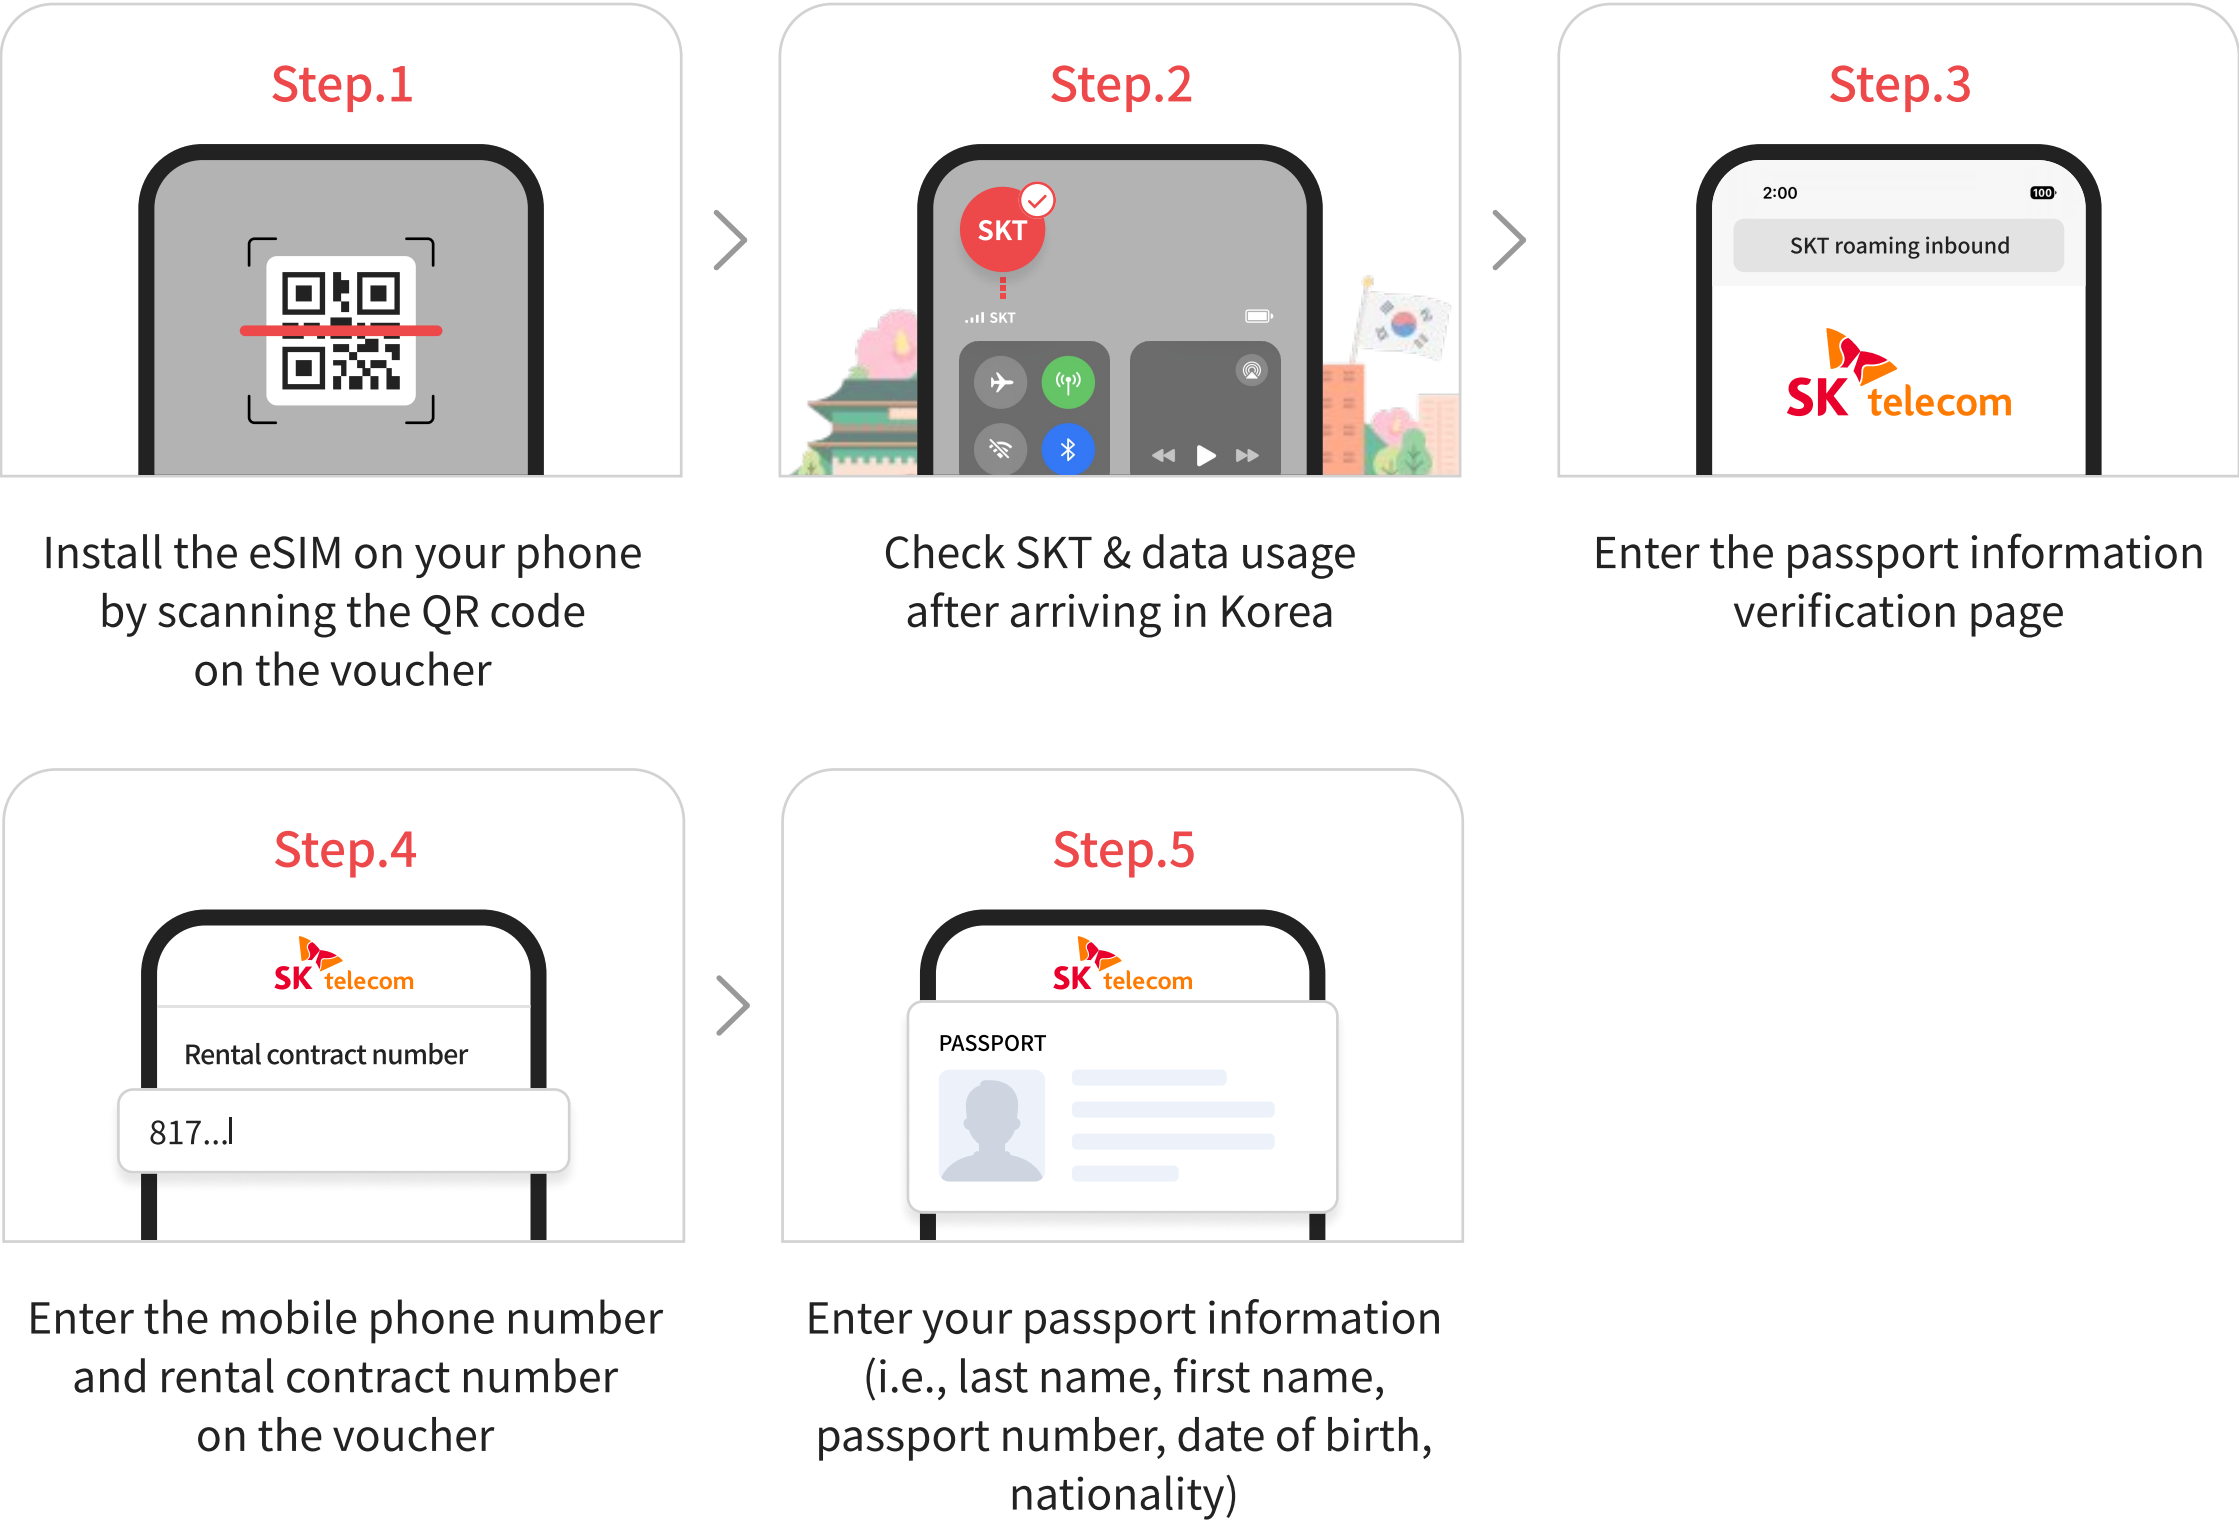 Step.1
Install the eSIM on your phone
by scanning the QR code
on the voucher
Step.2
SKT
SKT
Check SKT & data usage
after arriving in Korea
Step.3
2:00
100
SKT roaming inbound
SK telecom
Enter the passport information
verification page
Step.4
SK telecom
Rental contract number
817...
Enter the mobile phone number
and rental contract number
on the voucher
Step.5
SK telecom
PASSPORT
Enter your passport information
(i.e., last name, first name,
passport number, date of birth,
nationality)